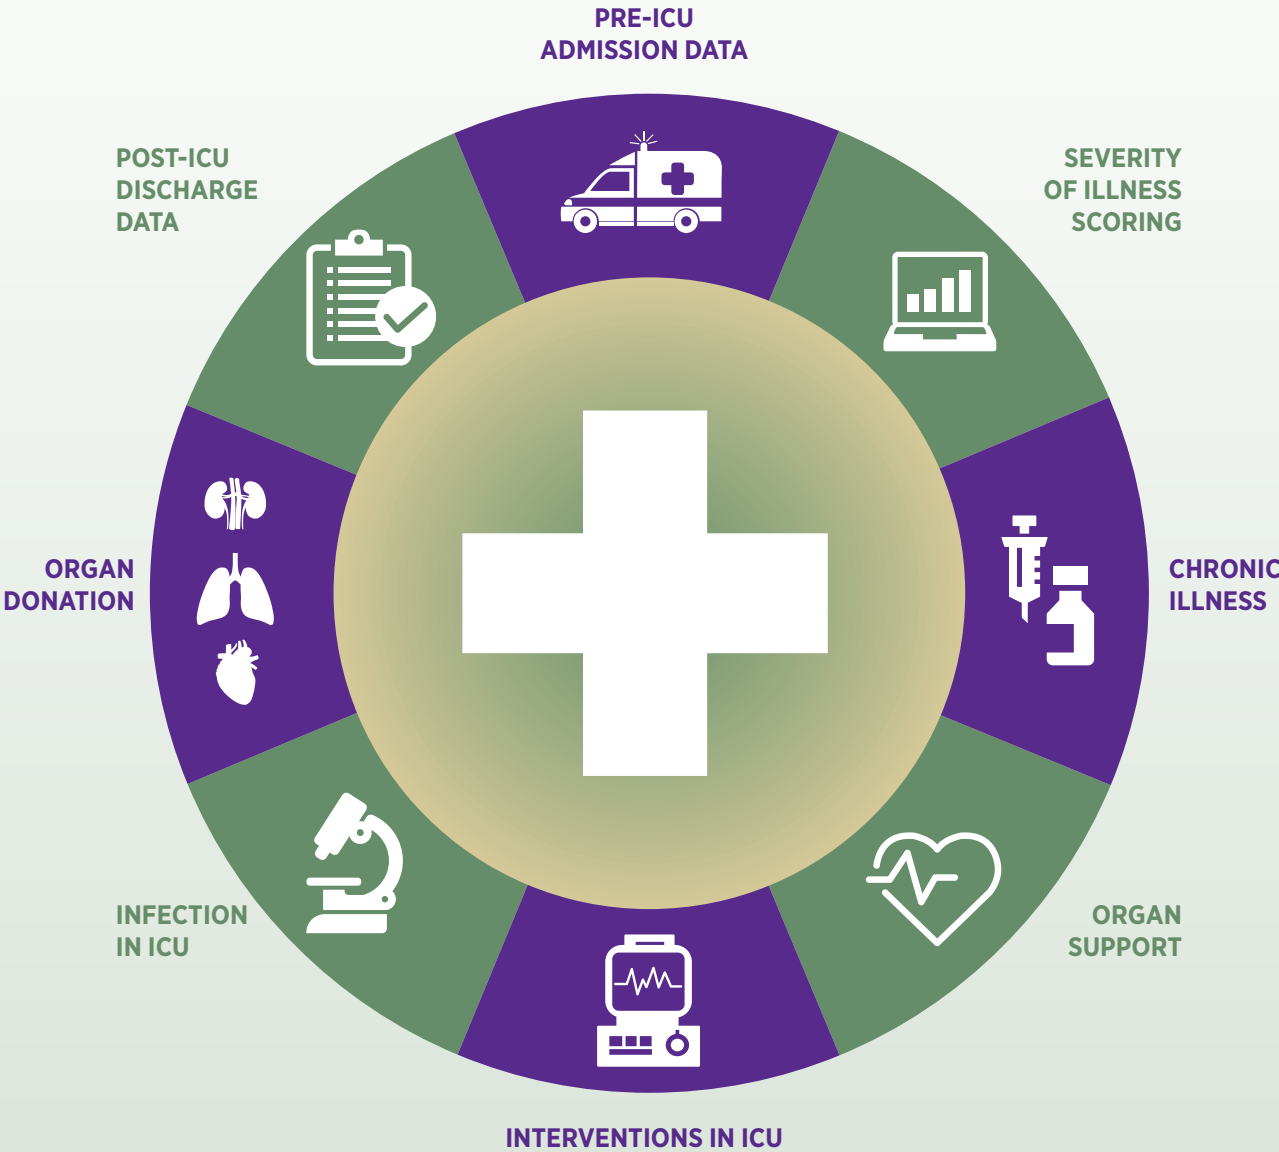 PRE-ICU
ADMISSION DATA
POST-ICU
DISCHARGE
DATA
SEVERITY
OF ILLNESS
SCORING
ORGAN
DONATION
CHRONIC
ILLNESS
INFECTION
IN ICU
ORGAN
SUPPORT
INTERVENTIONS IN ICU